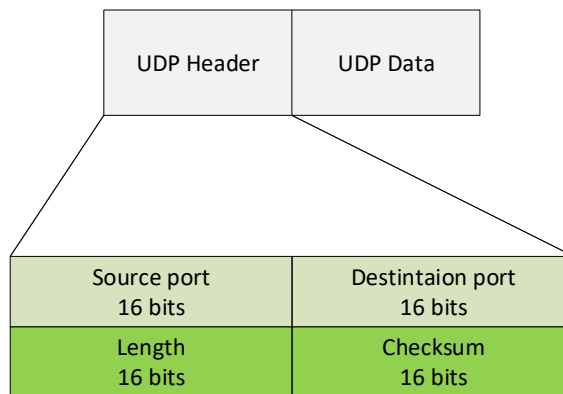 UDP Header
UDP Data
Source port
16 bits
Destintaion port
16 bits
Length
16 bits
Checksum
16 bits